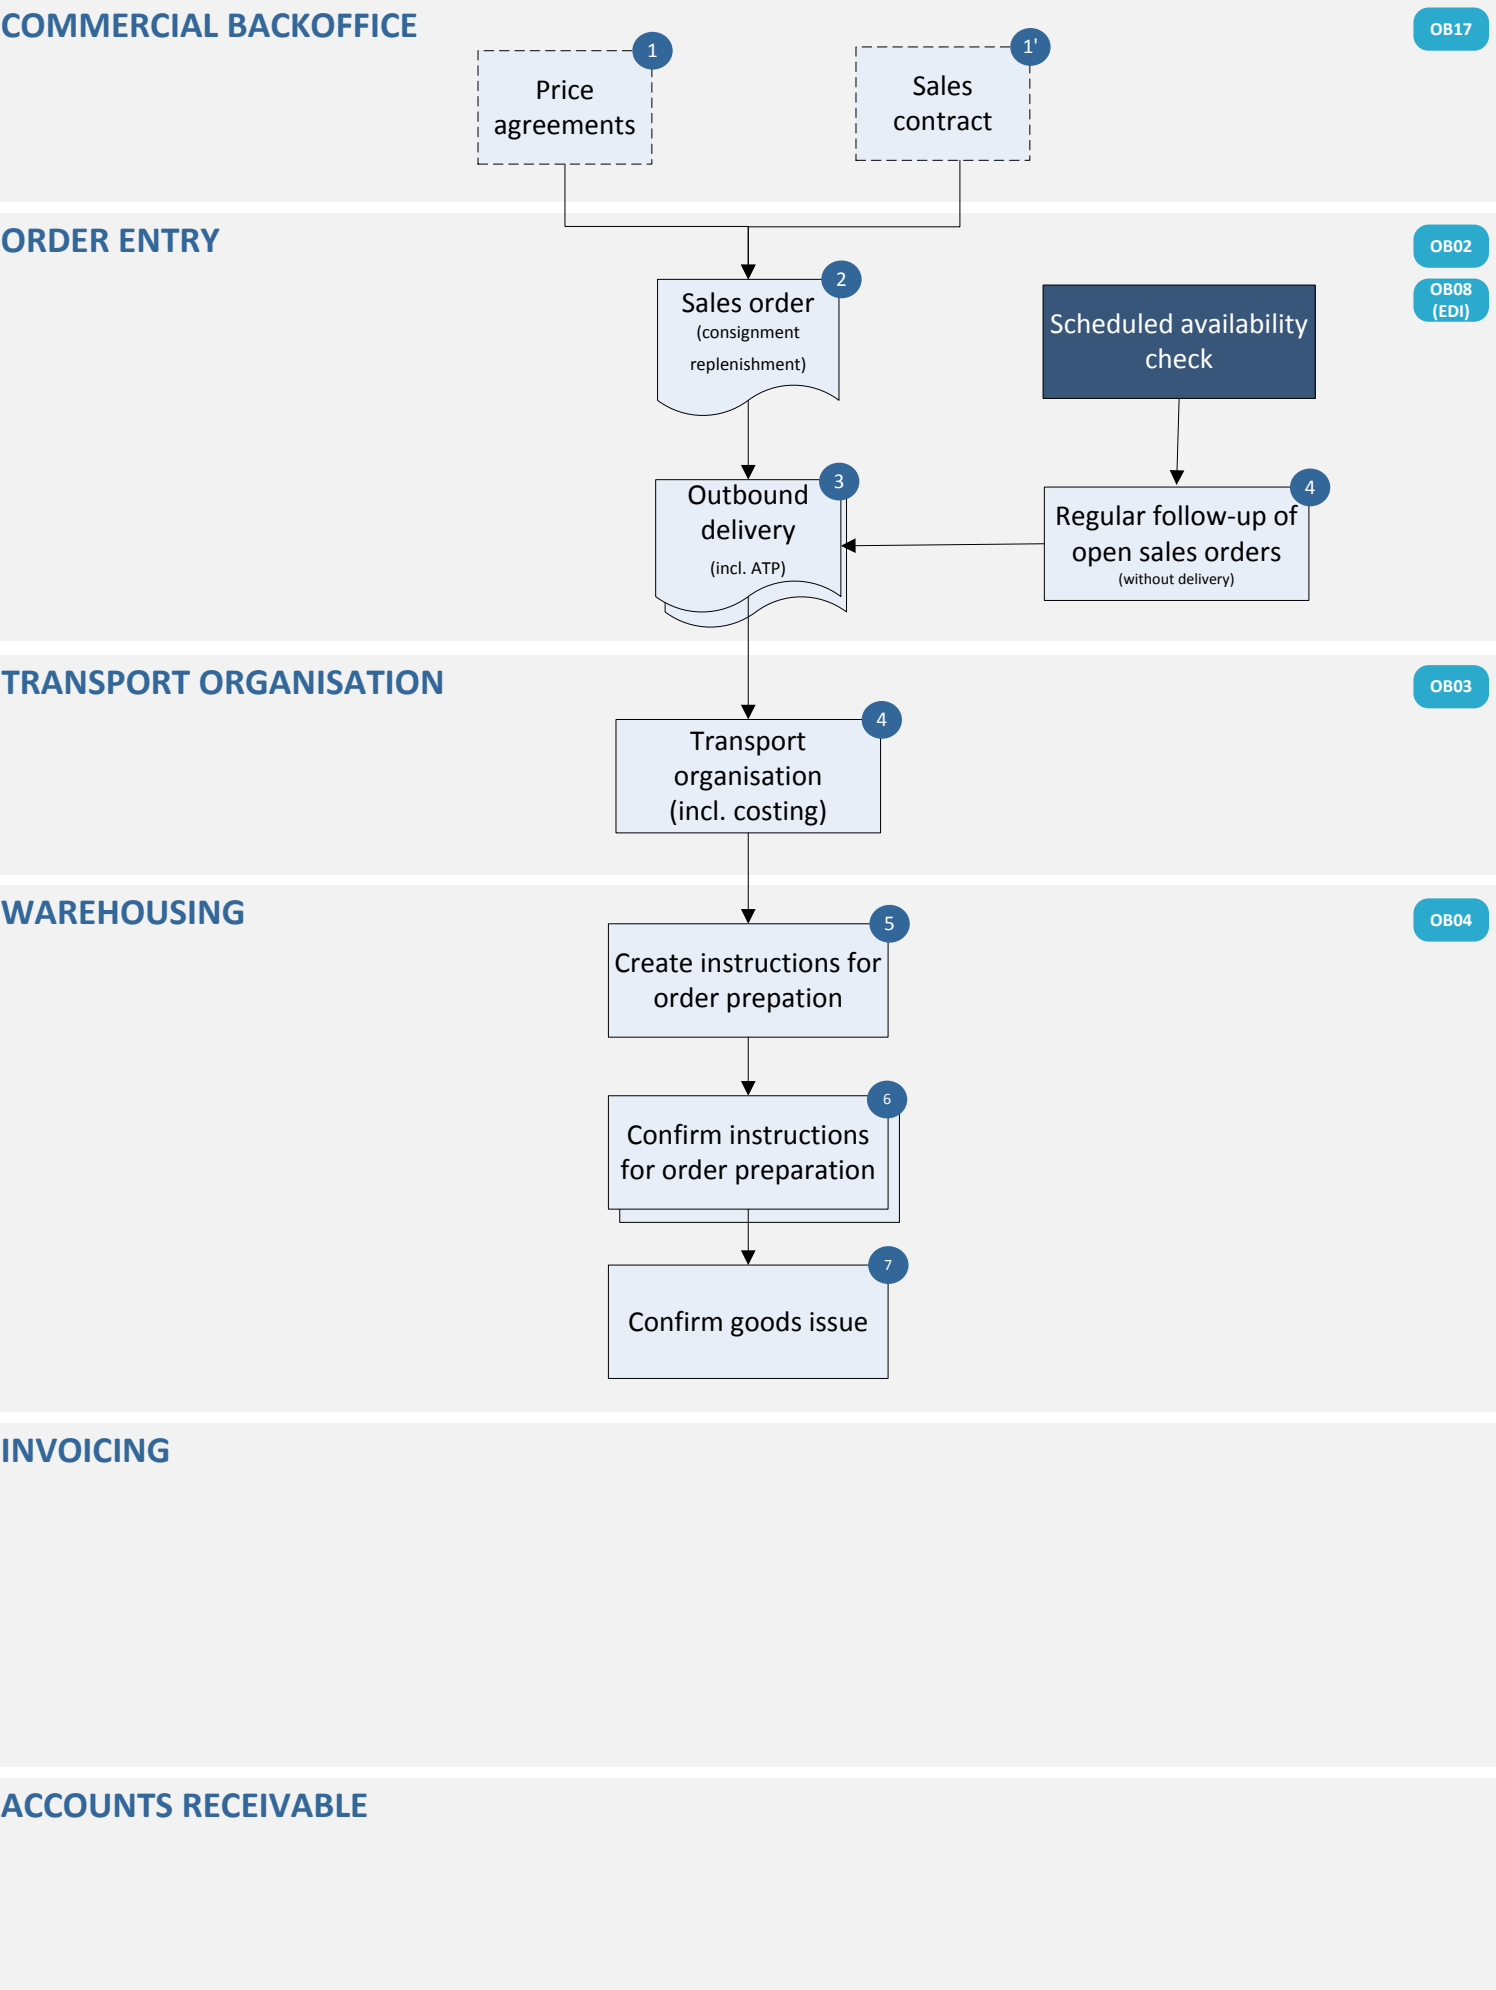 COMMERCIAL BACKOFFICE
OB17
1
Price
agreements
1'
Sales
contract
ORDER ENTRY
OB02
OB08
(EDI)
2
Sales order
(consignment
replenishment)
Scheduled availability
check
3
Outbound
delivery
(incl. ATP)
4
Regular follow-up of
open sales orders
(without delivery)
TRANSPORT ORGANISATION
OB03
4
Transport
organisation
(incl. costing)
WAREHOUSING
OB04
5
Create instructions for
order prepation
6
Confirm instructions
for order preparation
7
Confirm goods issue
INVOICING
ACCOUNTS RECEIVABLE